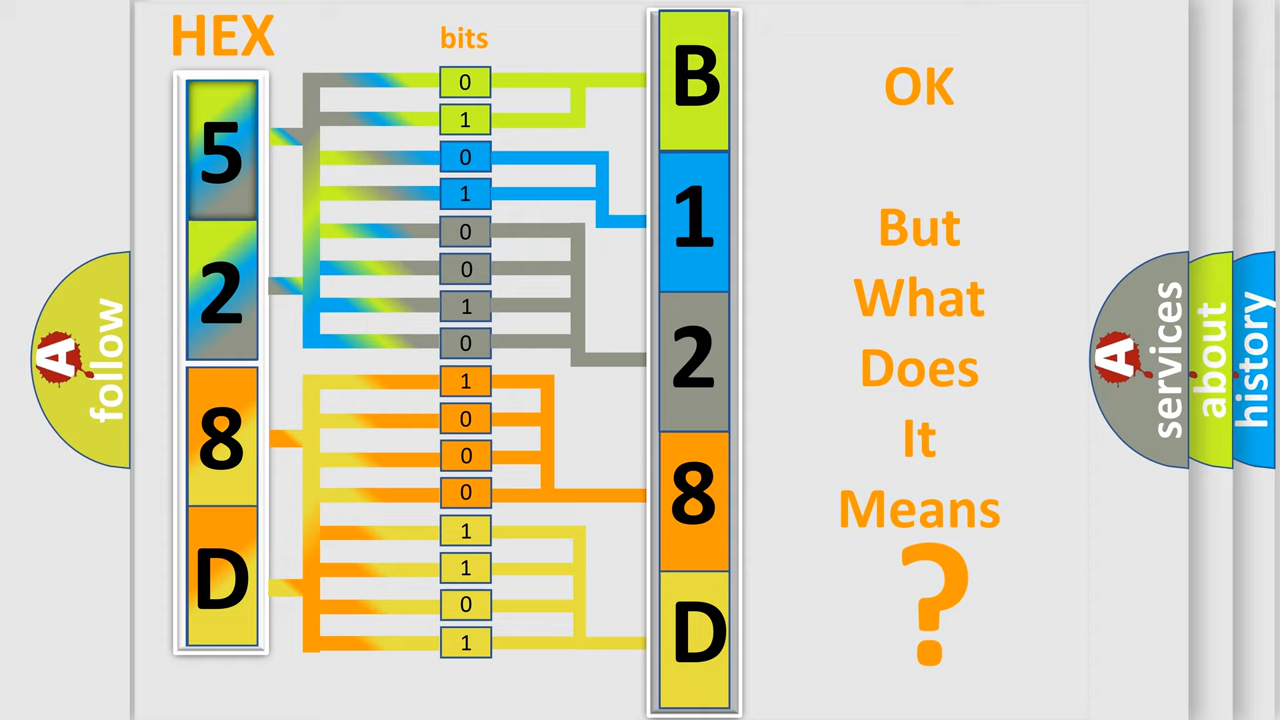 HEX
bits
5
2
8
D
0
1
0
1
0
0
1
0
1
0
0
0
1
1
0
1
B
1
2
8
D
OK
But
What
Does
It
Means
?
A
follow
A
services
about
history